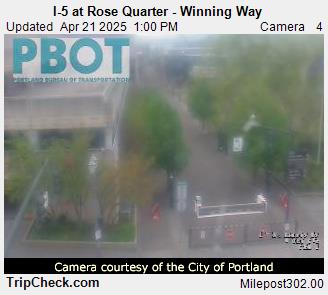 I-5 at Rose Quarter - Winning Way
Updated Apr 21 2025 1:00 PM Camera 4
PBOT
PORTLAND BUREAU OF TRANSPORTATION
Camera courtesy of the City of Portland
TripCheck.com Milepost302.00